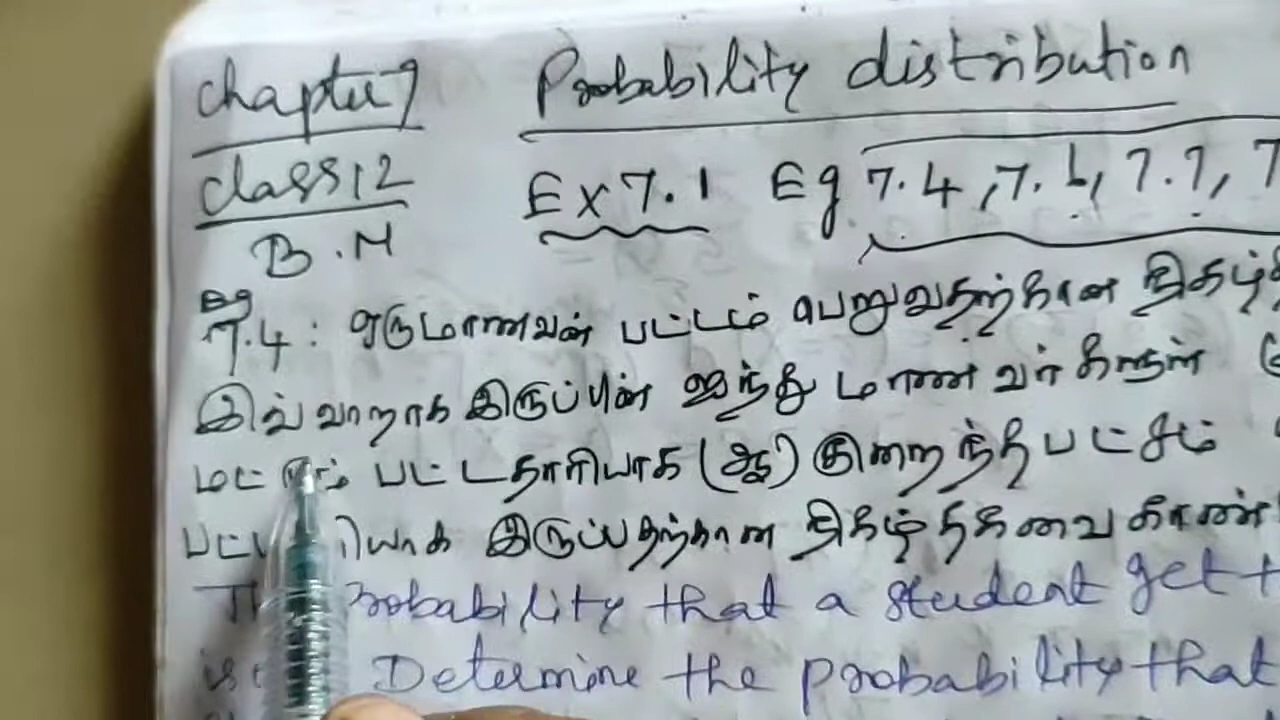 Chapter 7 Probability distribution
Class 12 Ex 7.1 Eg 7.4, 7.6, 7.7, 7
B.M
Eg
7.4: ஒரு மாணவன் பட்டம் பெறுவதற்கான நிகழ்
இவ்வாறாக இருப்பின் ஐந்து மாணவர்களுள்
மட்டும் பட்டதாரியாக (ஆ) குறைந்தபட்சம்
இருப்பதற்கான நிகழ்தகவை காண்
Probability that a student get
Determine the probability that